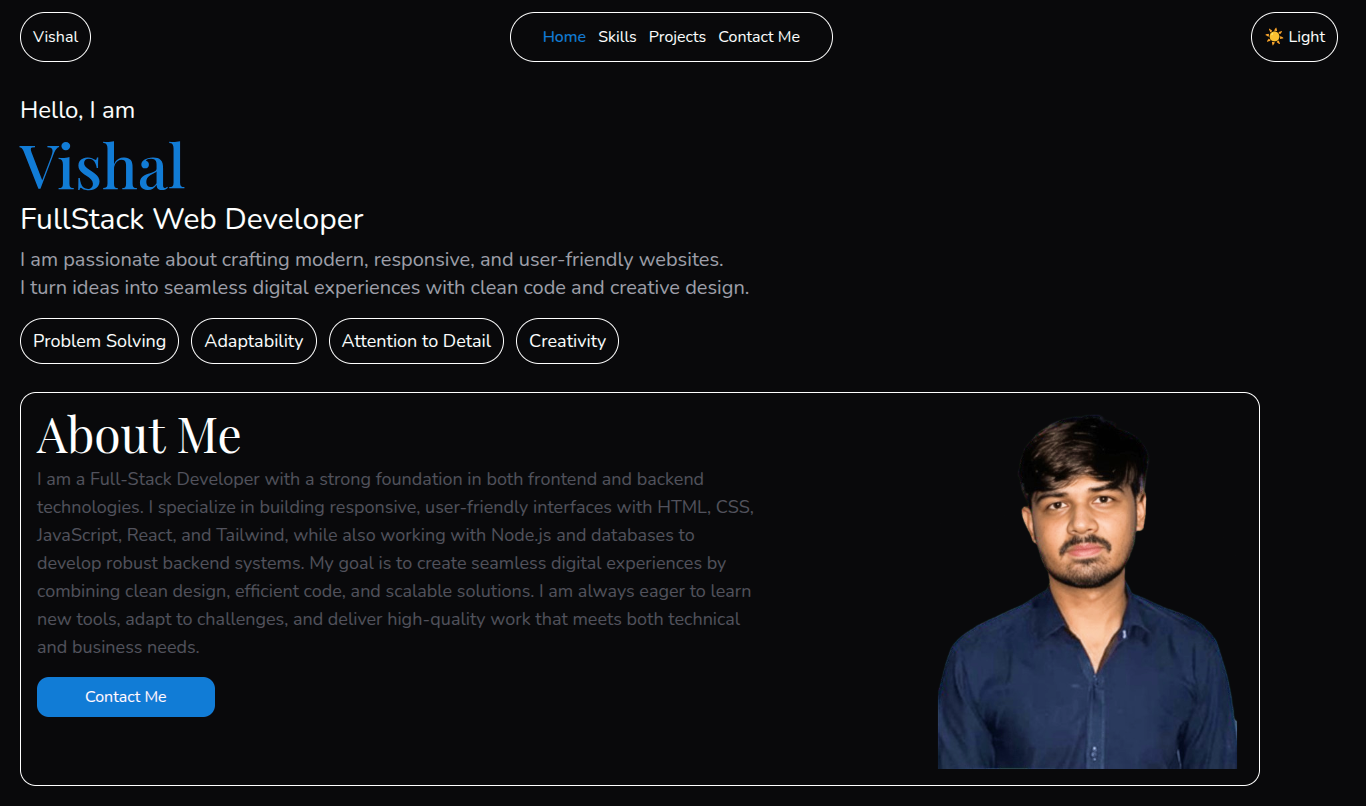 Vishal
Home Skills Projects Contact Me
☀️ Light
Hello, I am
Vishal
FullStack Web Developer
I am passionate about crafting modern, responsive, and user-friendly websites.
I turn ideas into seamless digital experiences with clean code and creative design.
Problem Solving Adaptability Attention to Detail Creativity
About Me
I am a Full-Stack Developer with a strong foundation in both frontend and backend
technologies. I specialize in building responsive, user-friendly interfaces with HTML, CSS,
JavaScript, React, and Tailwind, while also working with Node.js and databases to
develop robust backend systems. My goal is to create seamless digital experiences by
combining clean design, efficient code, and scalable solutions. I am always eager to learn
new tools, adapt to challenges, and deliver high-quality work that meets both technical
and business needs.
Contact Me